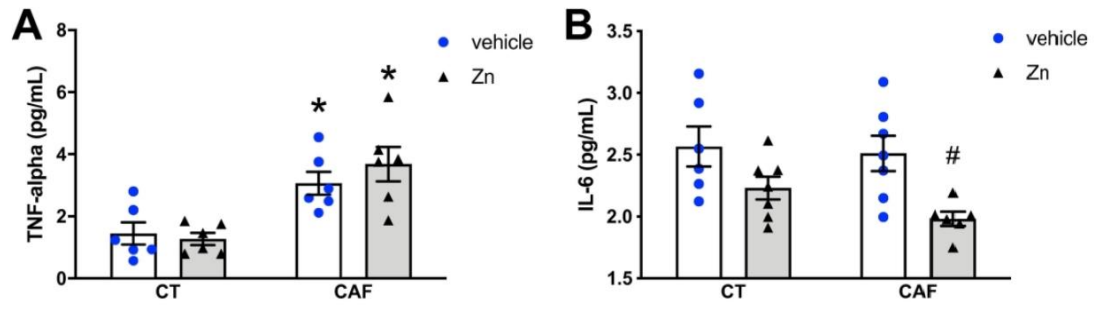 A
TNF-alpha (pg/mL)
8
6
4
2
0
*
*
CT
CAF
vehicle
Zn
B
IL-6 (pg/mL)
3.5
3.0
2.5
2.0
1.5
#
CT
CAF
vehicle
Zn